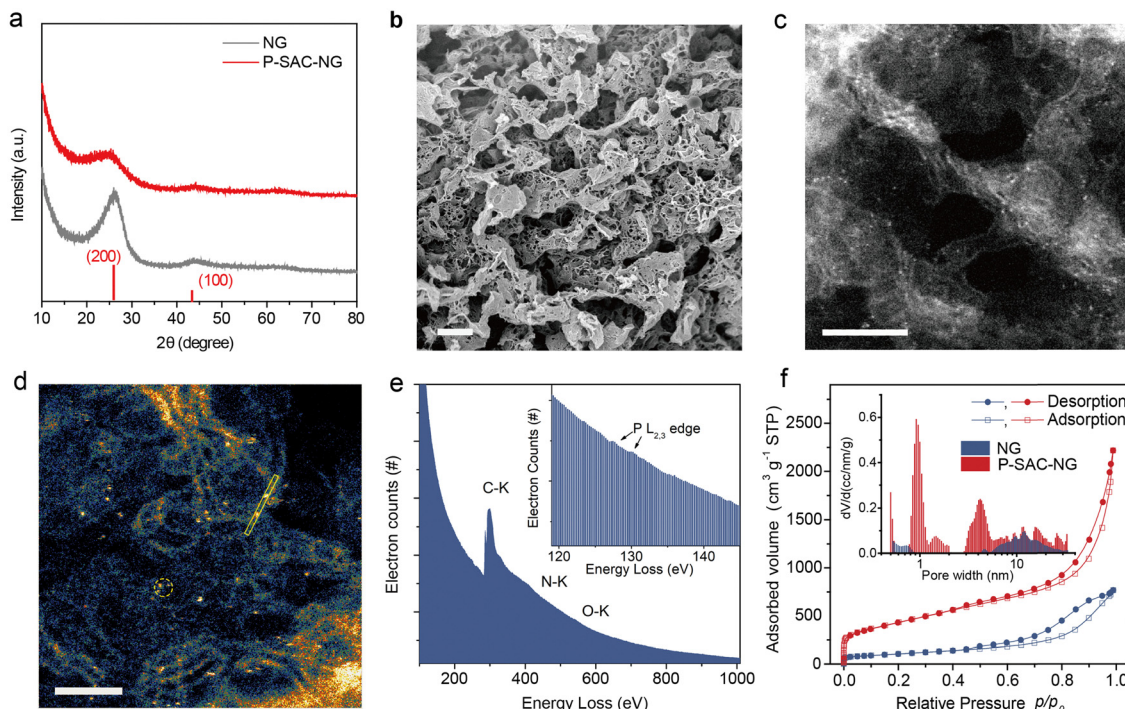 a
NG
P-SAC-NG
Intensity (a.u.)
(200)
(100)
10 20 30 40 50 60 70 80
2θ (degree)
b
c
d
e
Electron counts (#)
C-K
N-K
O-K
200 400 600 800 1000
Energy Loss (eV)
Electron Counts (#)
P L2,3 edge
120 130 140
Energy Loss (eV)
f
Adsorbed volume (cm³ g⁻¹ STP)
2500
2000
1500
1000
500
250
0
0.0 0.2 0.4 0.6 0.8 1.0
Relative Pressure p/p₀
, Desorption
, Adsorption
NG
P-SAC-NG
dV/d(cc/nm/g)
0.6
0.4
0.2
0.0
1 10
Pore width (nm)